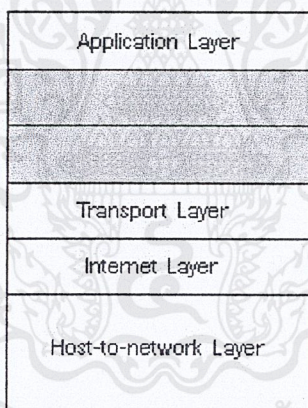 Application Layer
Transport Layer
Internet Layer
Host-to-network Layer